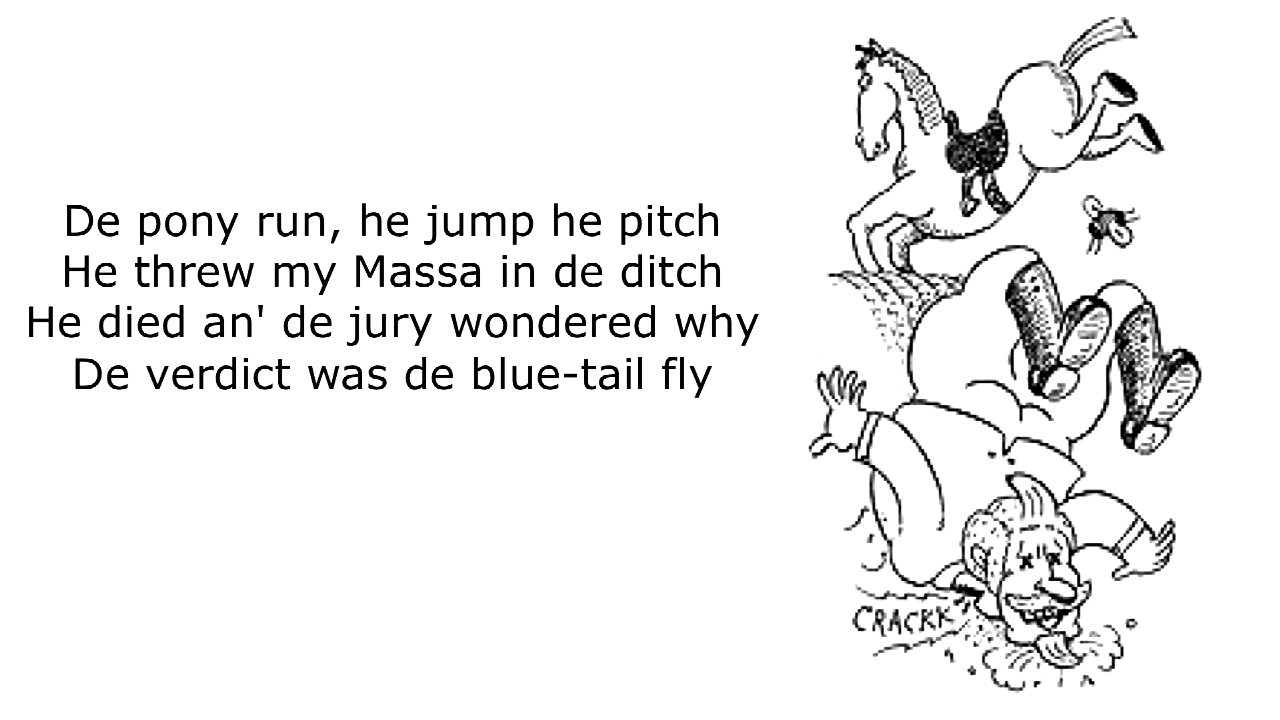 De pony run, he jump he pitch
He threw my Massa in de ditch
He died an' de jury wondered why
De verdict was de blue-tail fly
CRACKK